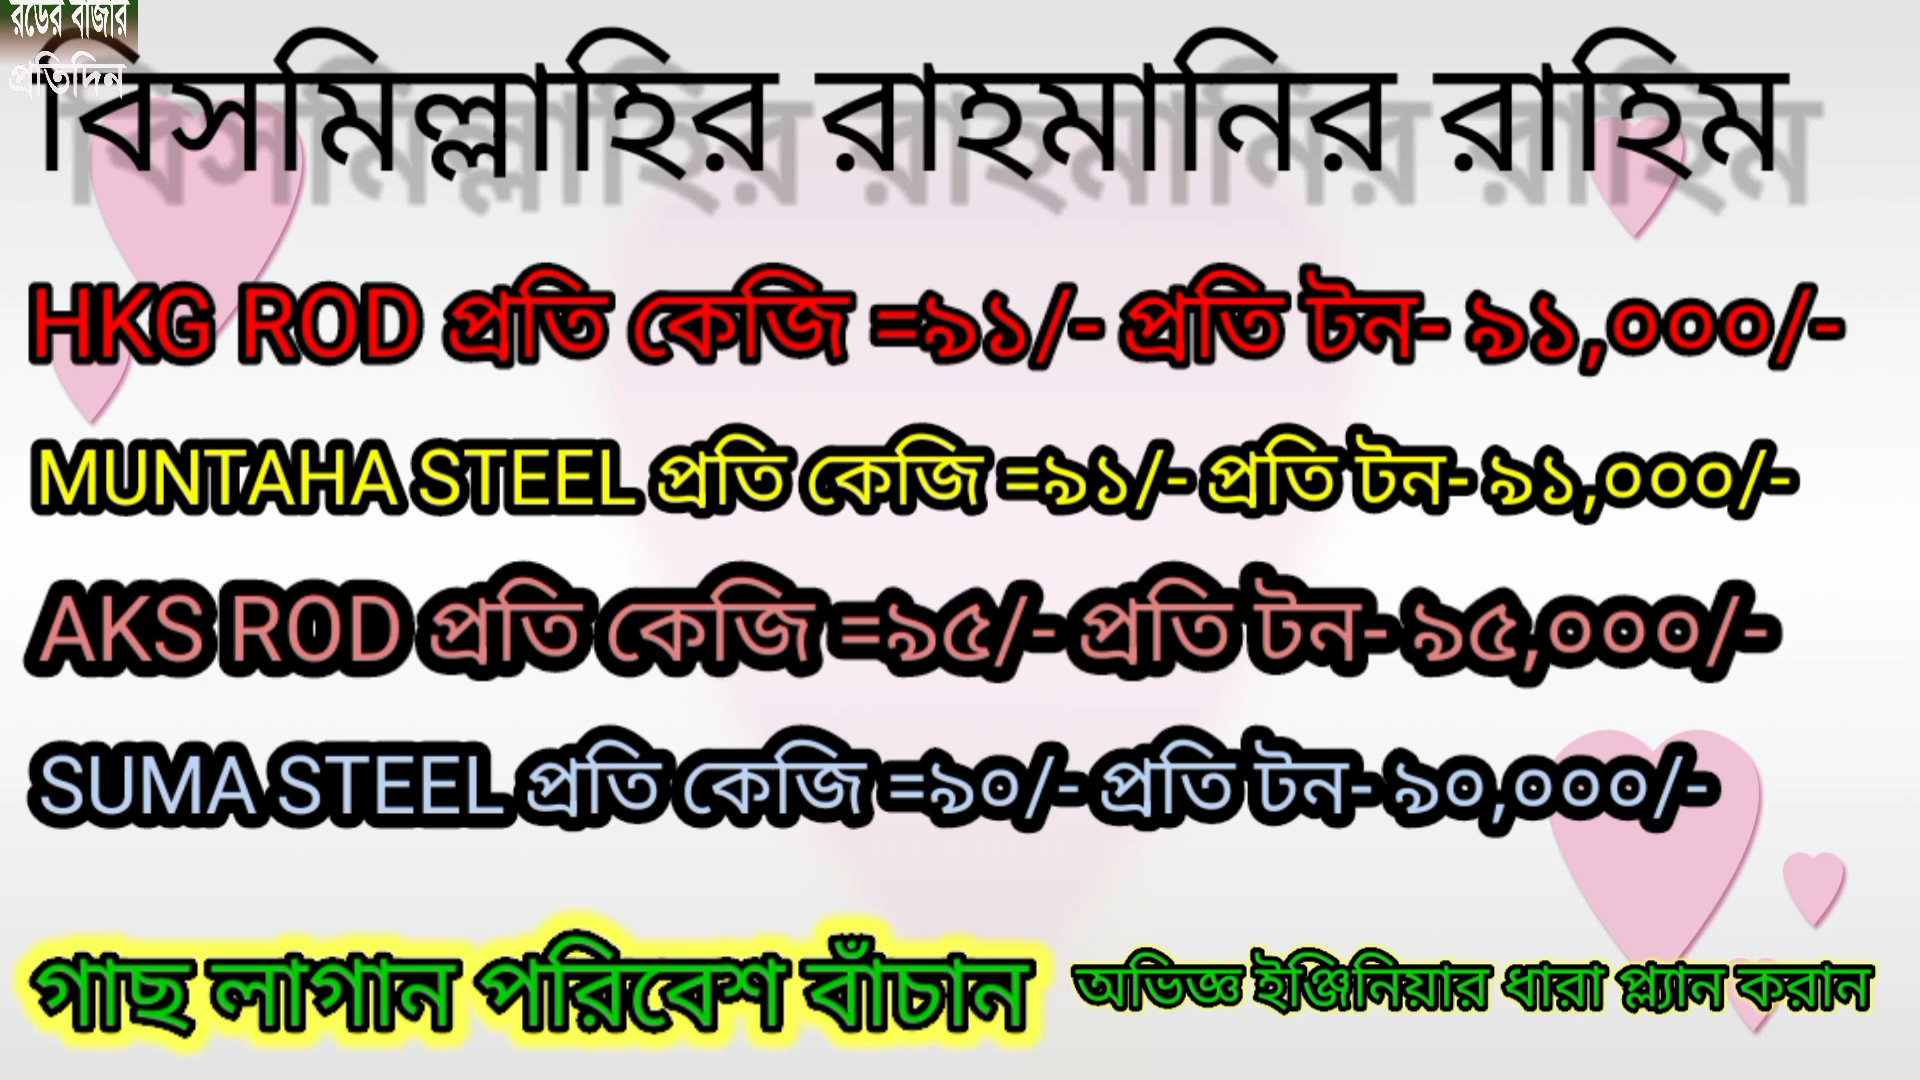 রডের বাজার
প্রতিদিন
বিসমিল্লাহির রাহমানির রাহিম
HKG ROD প্রতি কেজি =৯১/- প্রতি টন- ৯১,০০০/-
MUNTAHA STEEL প্রতি কেজি =৯১/- প্রতি টন- ৯১,০০০/-
AKS ROD প্রতি কেজি =৯৫/- প্রতি টন- ৯৫,০০০/-
SUMA STEEL প্রতি কেজি =৯০/- প্রতি টন- ৯০,০০০/-
গাছ লাগান পরিবেশ বাঁচান
অভিজ্ঞ ইঞ্জিনিয়ার ধারা প্ল্যান করান